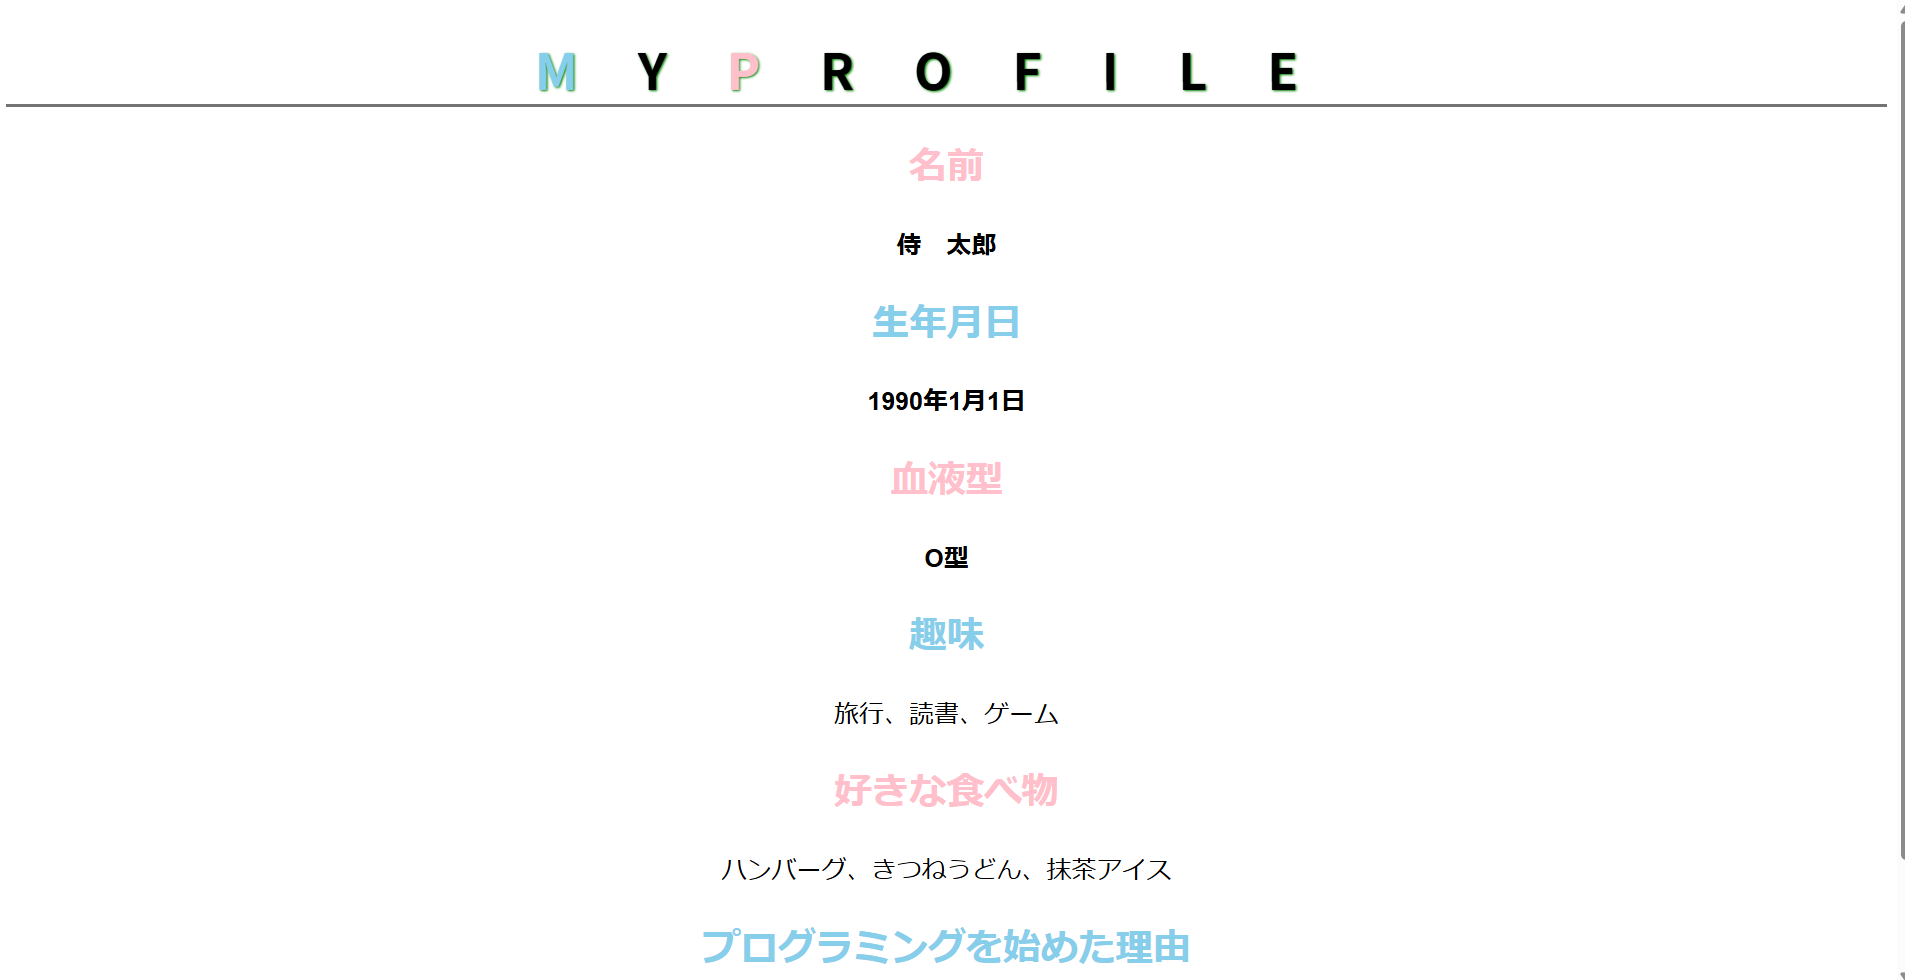 M Y P R O F I L E
名前
侍　太郎
生年月日
1990年1月1日
血液型
O型
趣味
旅行、読書、ゲーム
好きな食べ物
ハンバーグ、きつねうどん、抹茶アイス
プログラミングを始めた理由